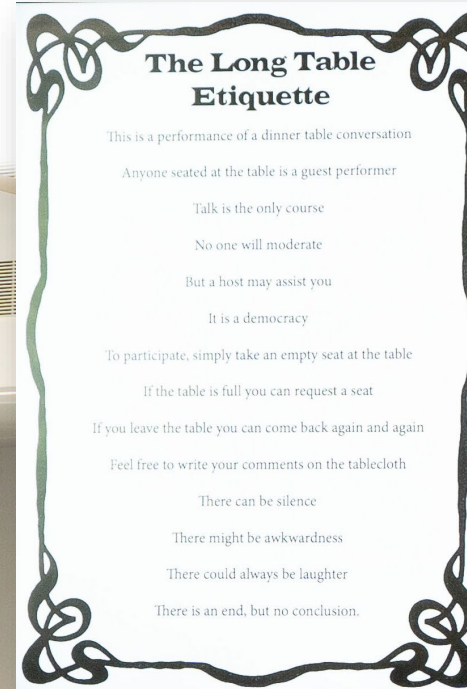 The Long Table
Etiquette
This is a performance of a dinner table conversation
Anyone seated at the table is a guest performer
Talk is the only course
No one will moderate
But a host may assist you
It is a democracy
To participate, simply take an empty seat at the table
If the table is full you can request a seat
If you leave the table you can come back again and again
Feel free to write your comments on the tablecloth
There can be silence
There might be awkwardness
There could always be laughter
There is an end, but no conclusion.